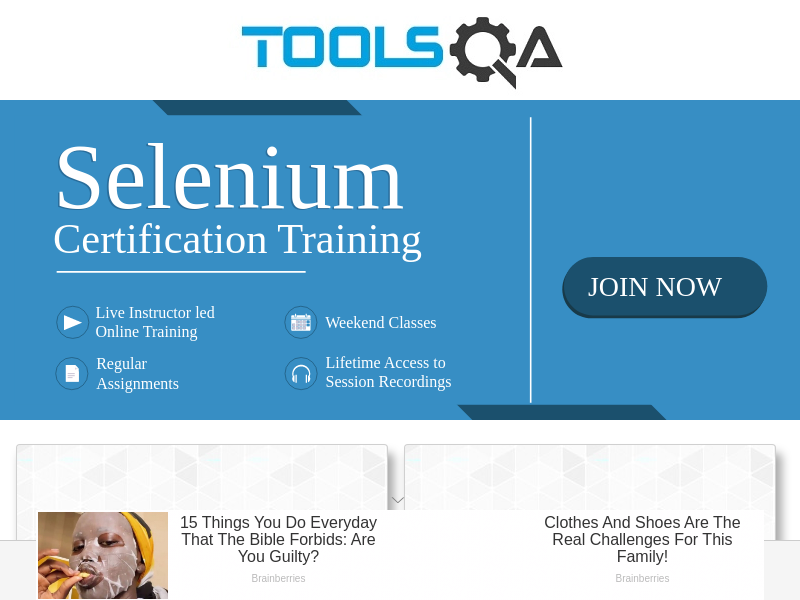 TOOLSQA
Selenium
Certification Training
JOIN NOW
Live Instructor led
Online Training
Weekend Classes
Regular
Assignments
Lifetime Access to
Session Recordings
15 Things You Do Everyday
That The Bible Forbids: Are
You Guilty?
Brainberries
Clothes And Shoes Are The
Real Challenges For This
Family!
Brainberries